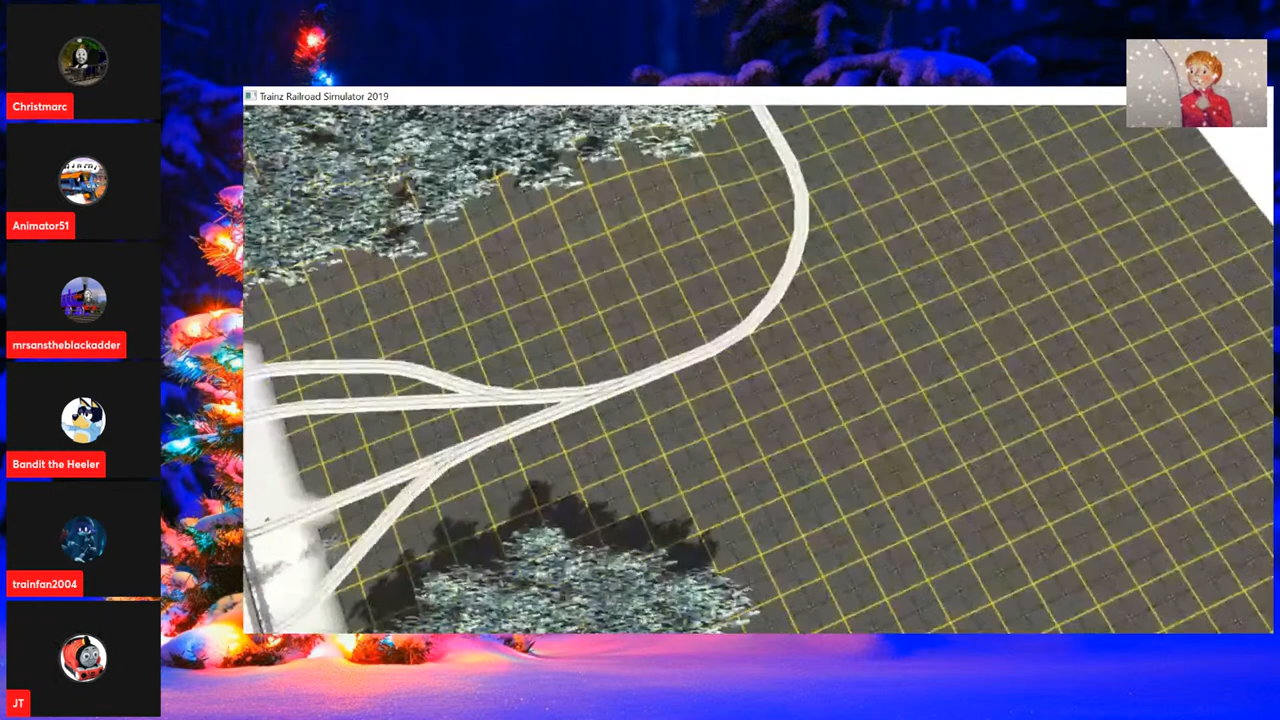 Christmarc
Animator51
mrsanstheblackadder
Bandit the Heeler
trainfan2004
JT
Trainz Railroad Simulator 2019